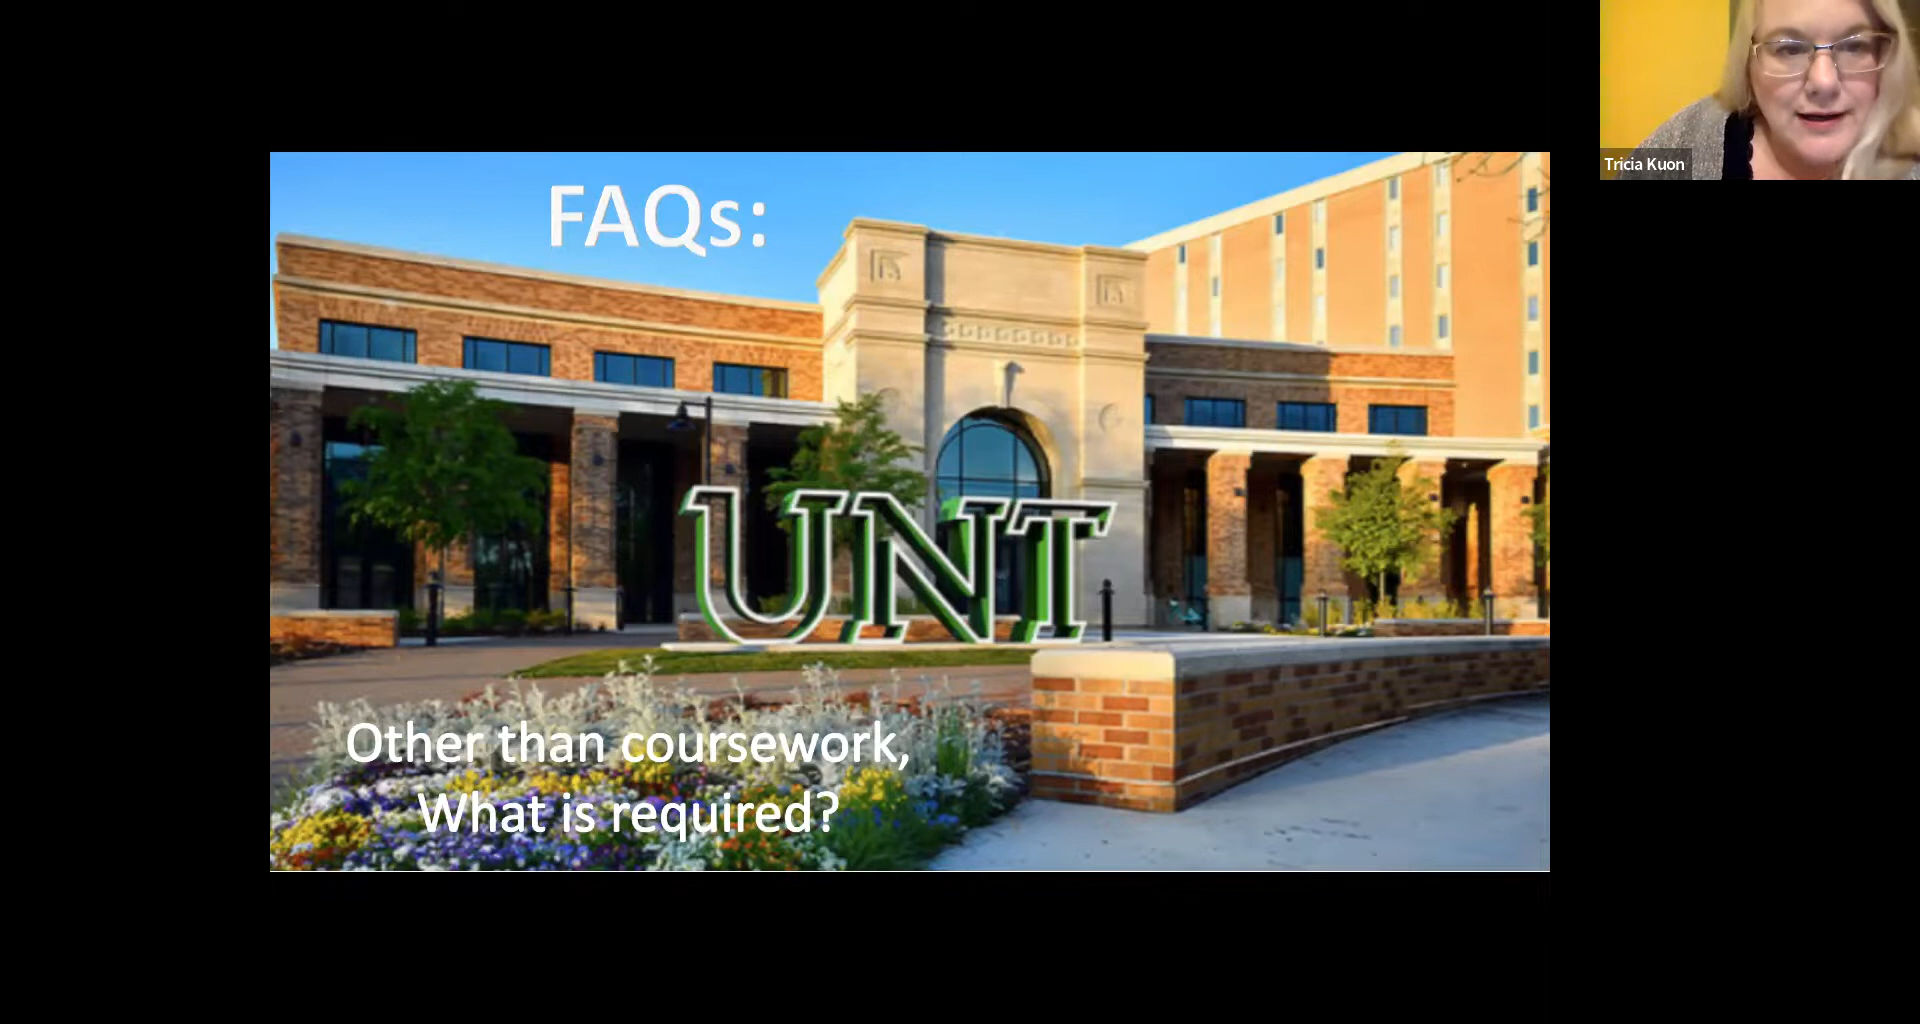 FAQs:
UNT
Other than coursework,
What is required?
Tricia Kuon